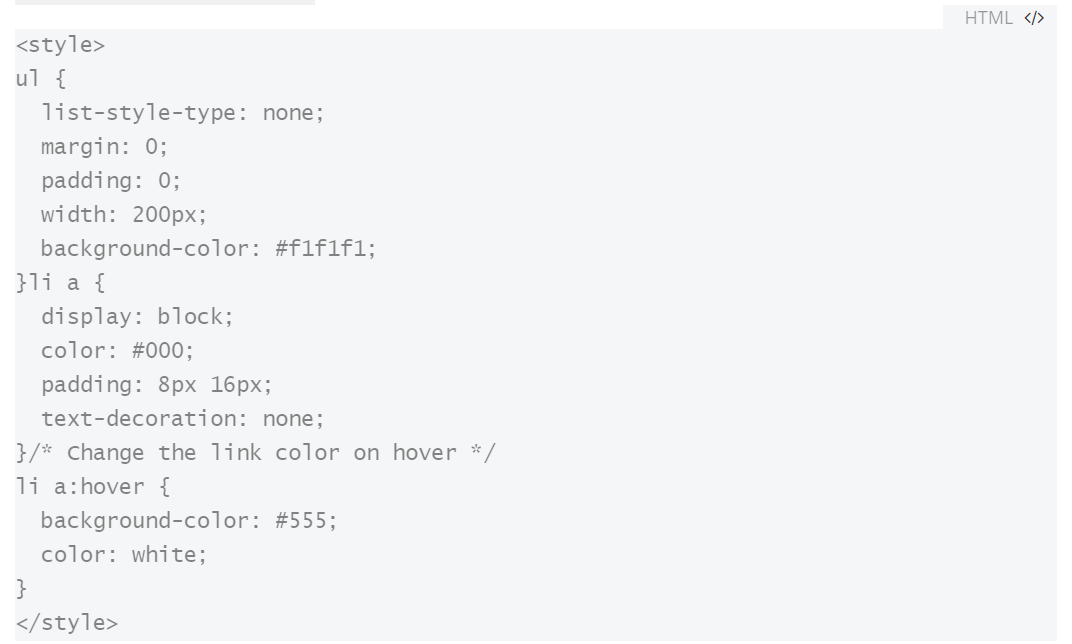 HTML </>
<style>
ul {
  list-style-type: none;
  margin: 0;
  padding: 0;
  width: 200px;
  background-color: #f1f1f1;
}li a {
  display: block;
  color: #000;
  padding: 8px 16px;
  text-decoration: none;
}/* Change the link color on hover */
li a:hover {
  background-color: #555;
  color: white;
}
</style>